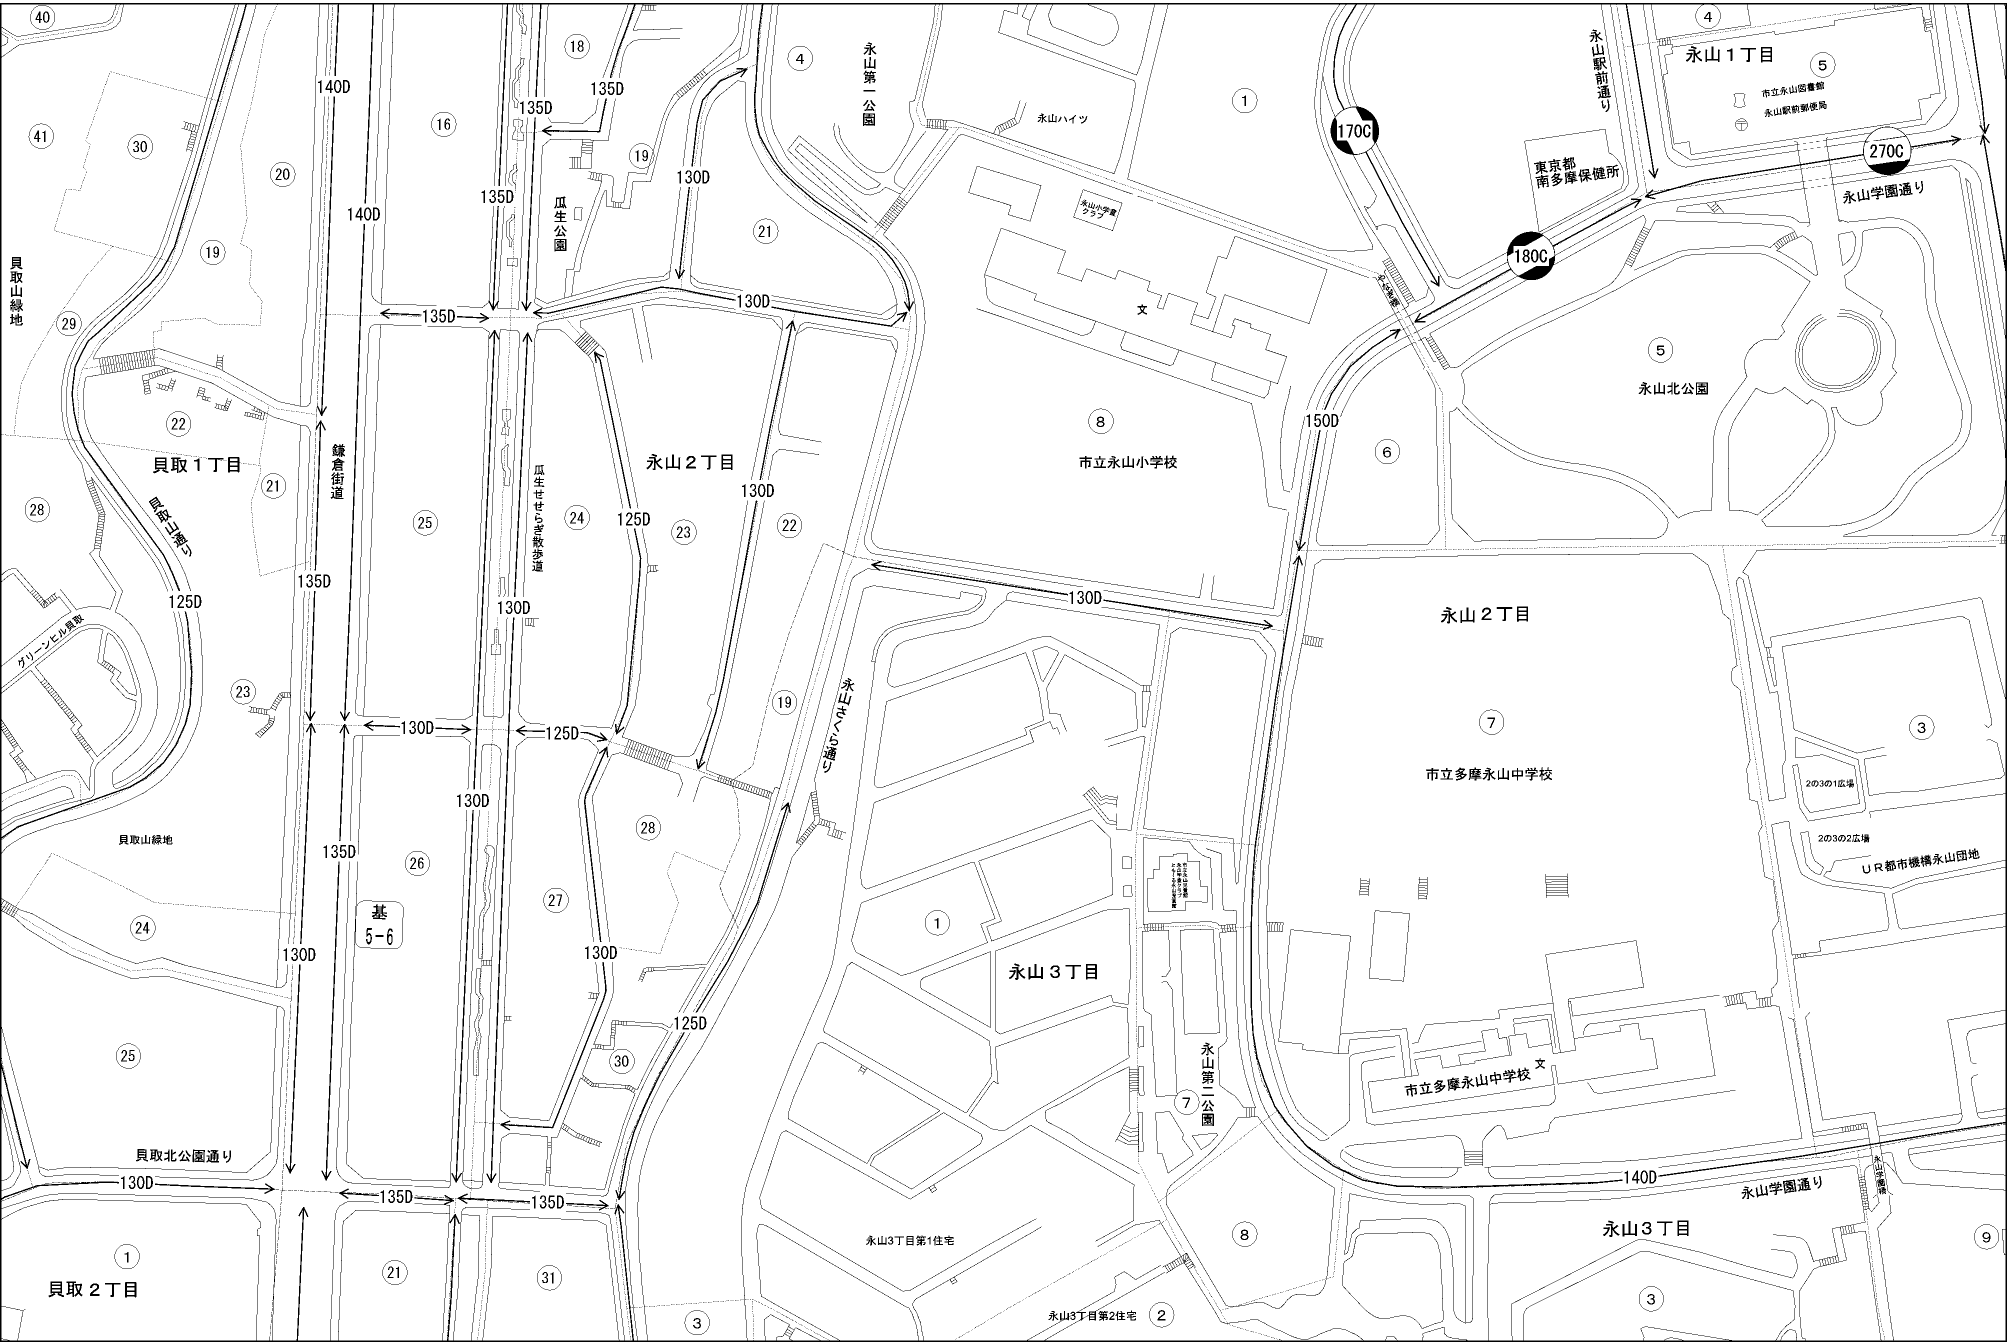 40
18
4
永山第一公園
1
永山駅前通り
4
永山1丁目
5
市立永山図書館
永山駅前郵便局
140D
135D
135D
16
永山ハイツ
170C
270C
41
30
20
19
130D
東京都
南多摩保健所
永山学園通り
135D
140D
瓜生公園
21
永山小学童
クラブ
180C
貝取山緑地
19
29
135D
130D
文
やなぎ橋
5
永山北公園
22
貝取1丁目
鎌倉街道
21
永山2丁目
8
市立永山小学校
150D
6
28
貝取山通り
25
瓜生せせらぎ散歩道
24
125D
23
130D
22
135D
125D
130D
130D
永山2丁目
グリーンヒル貝取
23
19
永山さくら通り
7
市立多摩永山中学校
3
130D
125D
130D
2の3の1広場
2の3の2広場
UR都市機構永山団地
貝取山緑地
135D
26
28
27
24
基
5-6
130D
130D
1
永山3丁目
125D
25
30
永山第二公園
7
市立多摩永山中学校
文
貝取北公園通り
130D
135D
135D
140D
永山学園通り
永山学園橋
1
貝取2丁目
21
31
永山3丁目第1住宅
8
永山3丁目
9
3
永山3丁目第2住宅
2
3